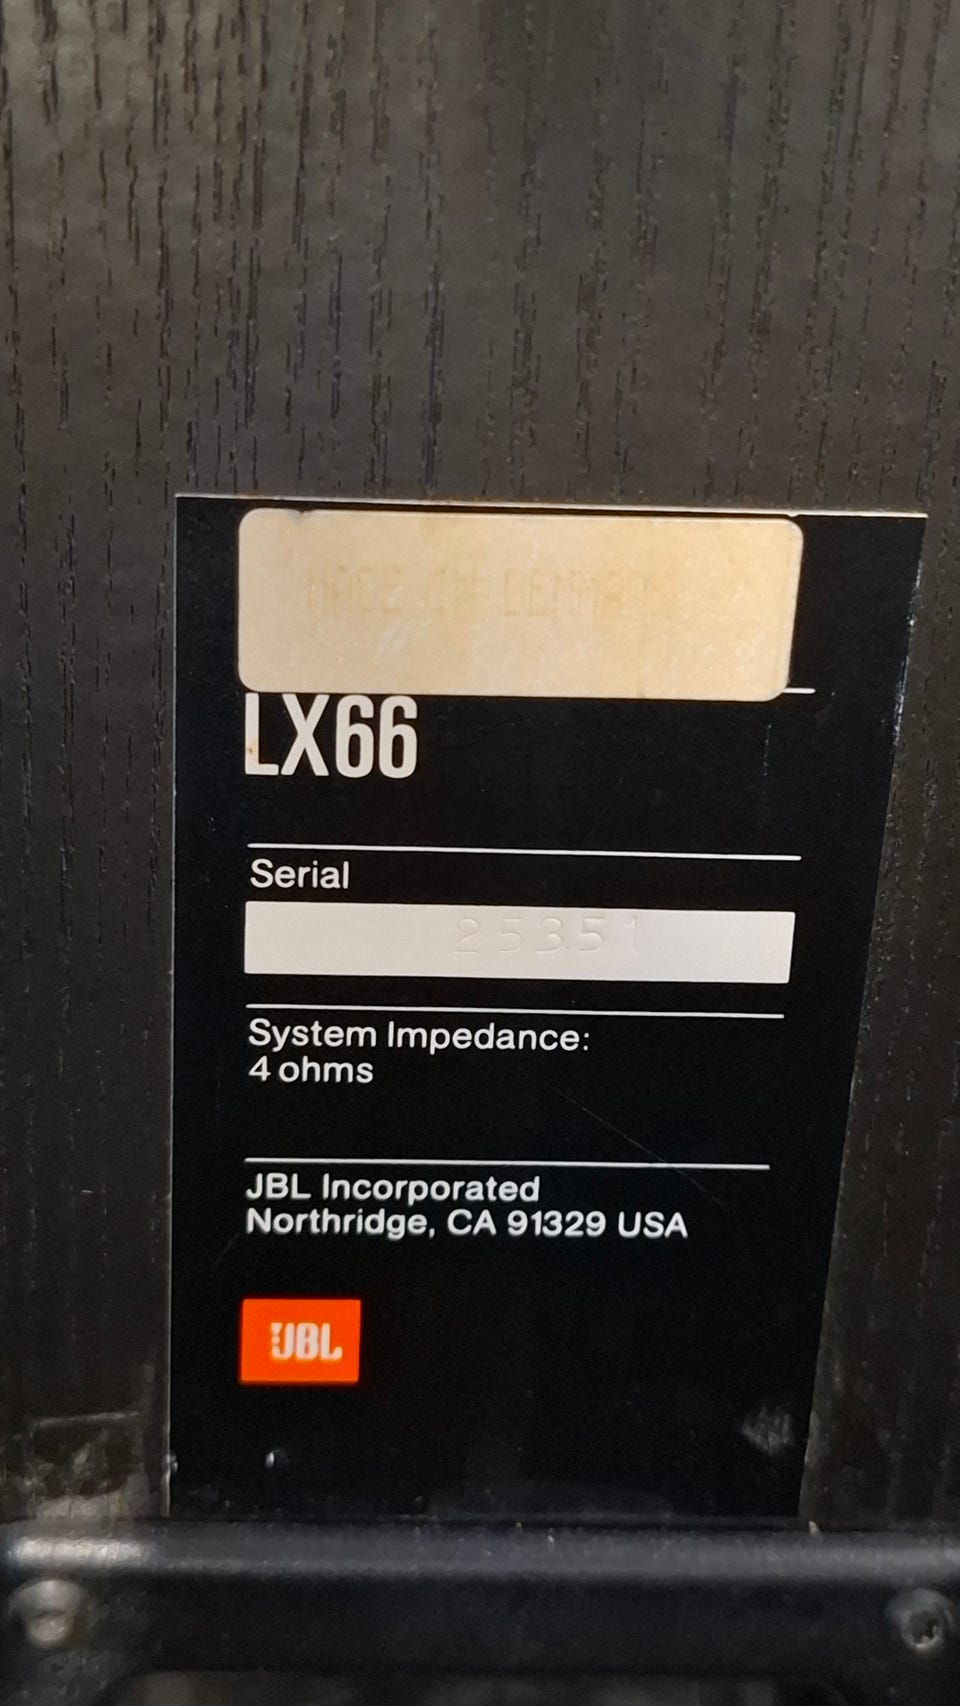 MADE IN DENMARK
LX66
Serial
25351
System Impedance:
4 ohms
JBL Incorporated
Northridge, CA 91329 USA
JBL